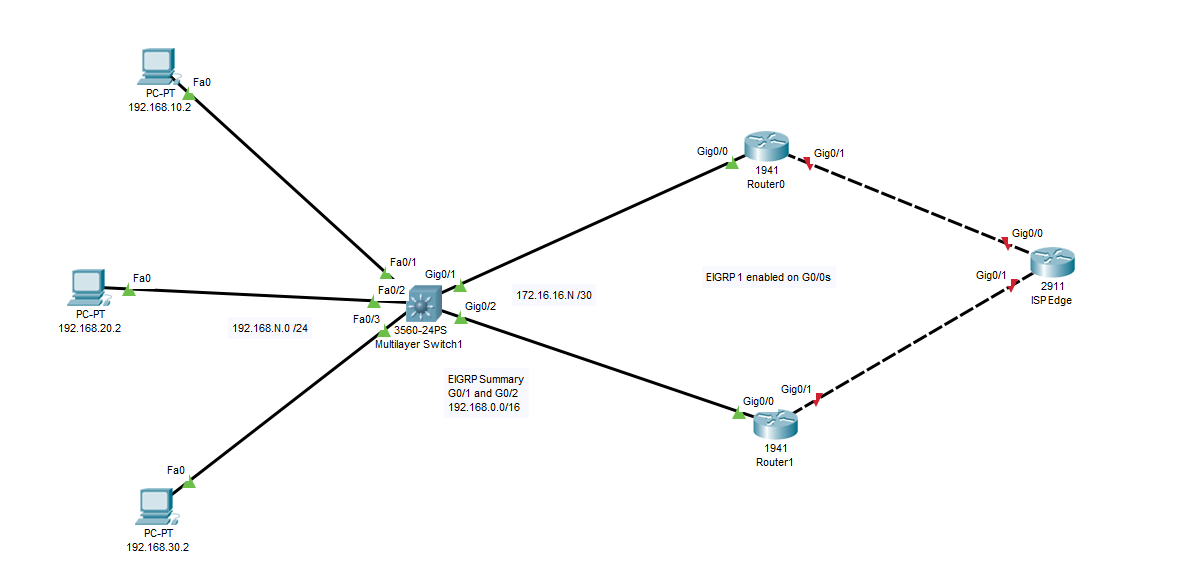 Fa0
PC-PT
192.168.10.2
Gig0/0
1941
Router0
Gig0/1
Gig0/0
Gig0/1
2911
ISP Edge
Fa0
PC-PT
192.168.20.2
192.168.N.0 /24
Fa0/1
Fa0/2
Fa0/3
Gig0/1
Gig0/2
3560-24PS
Multilayer Switch1
172.16.16.N /30
EIGRP 1 enabled on G0/0s
EIGRP Summary
G0/1 and G0/2
192.168.0.0/16
Gig0/0
Gig0/1
1941
Router1
Fa0
PC-PT
192.168.30.2